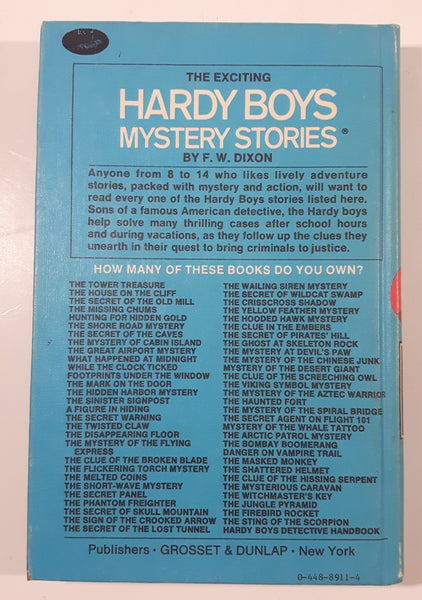 THE EXCITING
HARDY BOYS
MYSTERY STORIES®
BY F. W. DIXON
Anyone from 8 to 14 who likes lively adventure
stories, packed with mystery and action, will want to
read every one of the Hardy Boys stories listed here.
Sons of a famous American detective, the Hardy boys
help solve many thrilling cases after school hours
and during vacations, as they follow up the clues they
unearth in their quest to bring criminals to justice.
HOW MANY OF THESE BOOKS DO YOU OWN?
THE TOWER TREASURE
THE HOUSE ON THE CLIFF
THE SECRET OF THE OLD MILL
THE MISSING CHUMS
HUNTING FOR HIDDEN GOLD
THE SHORE ROAD MYSTERY
THE SECRET OF THE CAVES
THE MYSTERY OF CABIN ISLAND
THE GREAT AIRPORT MYSTERY
WHAT HAPPENED AT MIDNIGHT
WHILE THE CLOCK TICKED
FOOTPRINTS UNDER THE WINDOW
THE MARK ON THE DOOR
THE HIDDEN HARBOR MYSTERY
THE SINISTER SIGNPOST
A FIGURE IN HIDING
THE SECRET WARNING
THE TWISTED CLAW
THE DISAPPEARING FLOOR
THE MYSTERY OF THE FLYING
EXPRESS
THE CLUE OF THE BROKEN BLADE
THE FLICKERING TORCH MYSTERY
THE MELTED COINS
THE SHORT-WAVE MYSTERY
THE SECRET PANEL
THE PHANTOM FREIGHTER
THE SECRET OF SKULL MOUNTAIN
THE SIGN OF THE CROOKED ARROW
THE SECRET OF THE LOST TUNNEL
THE WAILING SIREN MYSTERY
THE SECRET OF WILDCAT SWAMP
THE CRISSCROSS SHADOW
THE YELLOW FEATHER MYSTERY
THE HOODED HAWK MYSTERY
THE CLUE IN THE EMBERS
THE SECRET OF PIRATES' HILL
THE GHOST AT SKELETON ROCK
THE MYSTERY AT DEVIL'S PAW
THE MYSTERY OF THE CHINESE JUNK
MYSTERY OF THE DESERT GIANT
THE CLUE OF THE SCREECHING OWL
THE VIKING SYMBOL MYSTERY
THE MYSTERY OF THE AZTEC WARRIOR
THE HAUNTED FORT
THE MYSTERY OF THE SPIRAL BRIDGE
THE SECRET AGENT ON FLIGHT 101
MYSTERY OF THE WHALE TATTOO
THE ARCTIC PATROL MYSTERY
THE BOMBAY BOOMERANG
DANGER ON VAMPIRE TRAIL
THE MASKED MONKEY
THE SHATTERED HELMET
THE CLUE OF THE HISSING SERPENT
THE MYSTERIOUS CARAVAN
THE WITCHMASTER'S KEY
THE JUNGLE PYRAMID
THE FIREBIRD ROCKET
THE STING OF THE SCORPION
HARDY BOYS DETECTIVE HANDBOOK
Publishers • GROSSET & DUNLAP • New York
0-448-8911-4